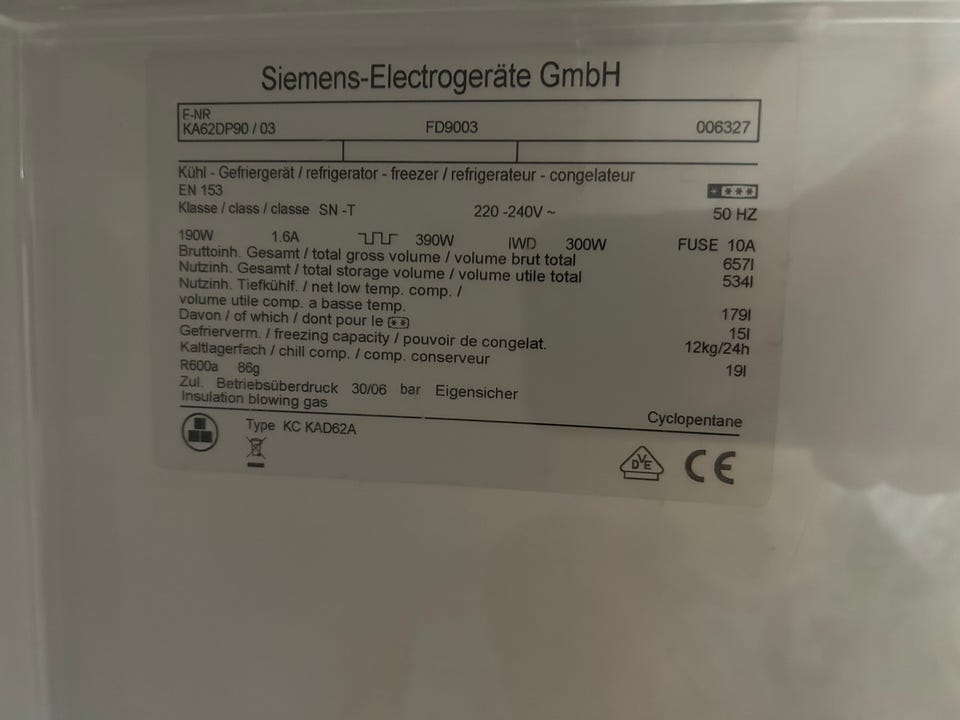 Siemens-Electrogeräte GmbH
E-NR
KA62DP90 / 03 FD9003 006327
Kühl - Gefriergerät / refrigerator - freezer / refrigerateur - congelateur
EN 153
Klasse / class / classe SN -T 220 -240V ~ 50 HZ
190W 1.6A 390W IWD 300W FUSE 10A
Bruttoinh. Gesamt / total gross volume / volume brut total 657l
Nutzinh. Gesamt / total storage volume / volume utile total 534l
Nutzinh. Tiefkühlf. / net low temp. comp. /
volume utile comp. a basse temp. 179l
Davon / of which / dont pour le 15l
Gefrierverm. / freezing capacity / pouvoir de congelat. 12kg/24h
Kaltlagerfach / chill comp. / comp. conserveur 19l
R600a 86g
Zul. Betriebsüberdruck 30/06 bar Eigensicher
Insulation blowing gas Cyclopentane
Type KC KAD62A
DVE CE